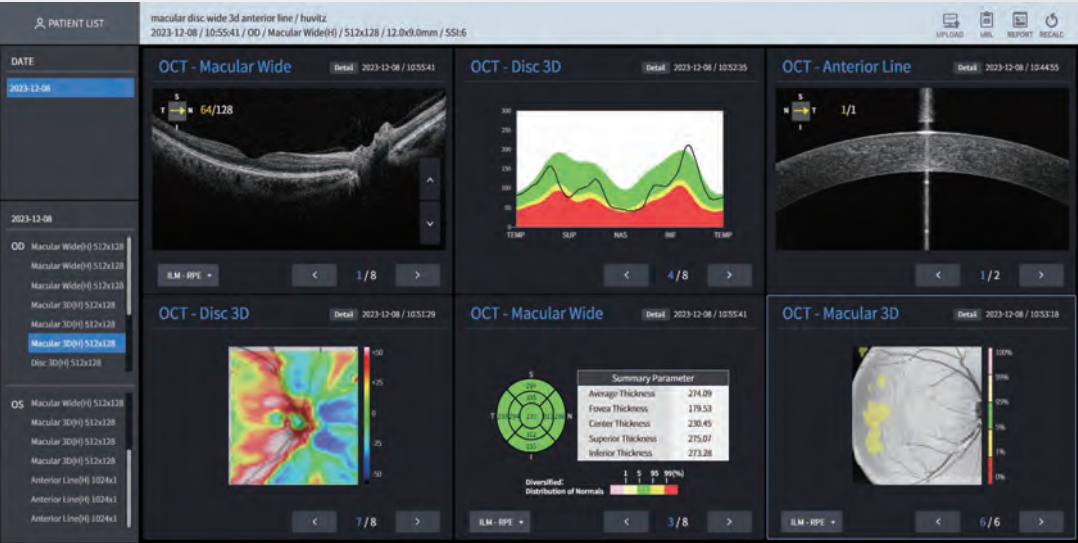 PATIENT LIST
macular disc wide 3d anterior line / huvitz
2023-12-08 / 10:55:41 / OD / Macular Wide(H) / 512x128 / 12.0x9.0mm / SSI:6
UPLOAD
URL
REPORT
RECALC
DATE
2023-12-08
2023-12-08
OD
Macular Wide(H) 512x128
Macular Wide(H) 512x128
Macular Wide(H) 512x128
Macular 3D(H) 512x128
Macular 3D(H) 512x128
Macular 3D(H) 512x128
Disc 3D(H) 512x128
OS
Macular Wide(H) 512x128
Macular 3D(H) 512x128
Macular 3D(H) 512x128
Macular 3D(H) 512x128
Anterior Line(H) 1024x1
Anterior Line(H) 1024x1
Anterior Line(H) 1024x1
OCT - Macular Wide
Detail 2023-12-08 / 10:55:41
S
T N 64/128
I
ILM - RPE
< 1/8 >
OCT - Disc 3D
Detail 2023-12-08 / 10:52:35
300
250
200
150
100
50
0
TEMP SUP NAS INF TEMP
< 4/8 >
OCT - Anterior Line
Detail 2023-12-08 / 10:44:55
S
N T 1/1
I
< 1/2 >
OCT - Disc 3D
Detail 2023-12-08 / 10:51:29
+50
+25
0
-25
-50
< 7/8 >
OCT - Macular Wide
Detail 2023-12-08 / 10:55:41
S
T N
I
Summary Parameter
Average Thickness 274.09
Fovea Thickness 179.53
Center Thickness 230.45
Superior Thickness 275.07
Inferior Thickness 273.28
Diversified:
Distribution of Normals
1 5 95 99(%)
ILM - RPE
< 3/8 >
OCT - Macular 3D
Detail 2023-12-08 / 10:53:18
100%
99%
95%
5%
1%
0%
ILM - RPE
< 6/6 >